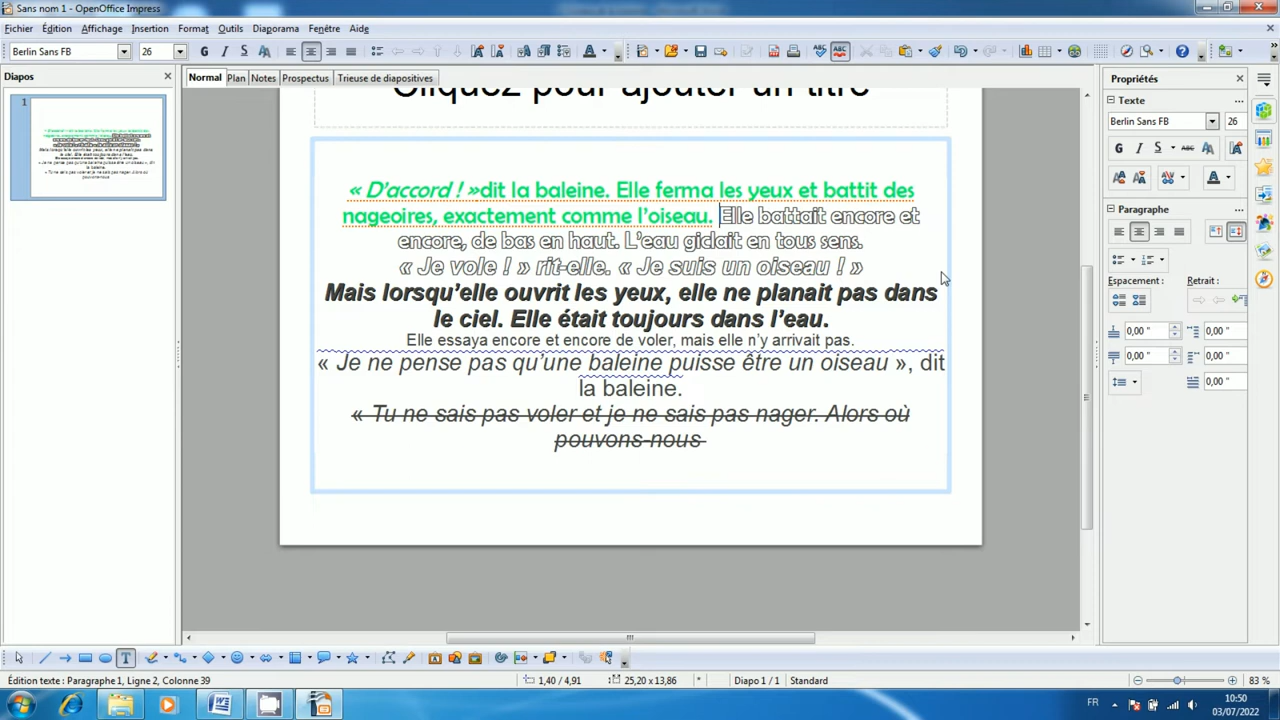 Sans nom 1 - OpenOffice Impress
Fichier Édition Affichage Insertion Format Outils Diaporama Fenêtre Aide
Berlin Sans FB 26
Diapos
Normal Plan Notes Prospectus Trieuse de diapositives
Propriétés
1
Cliquez pour ajouter un titre
Texte
Berlin Sans FB 26
« D'accord ! »dit la baleine. Elle ferma les yeux et battit des
nageoires, exactement comme l'oiseau. Elle battait encore et
encore, de bas en haut. L'eau giclait en tous sens.
« Je vole ! » rit-elle. « Je suis un oiseau ! »
Mais lorsqu'elle ouvrit les yeux, elle ne planait pas dans
le ciel. Elle était toujours dans l'eau.
Elle essaya encore et encore de voler, mais elle n'y arrivait pas.
« Je ne pense pas qu'une baleine puisse être un oiseau », dit
la baleine.
« Tu ne sais pas voler et je ne sais pas nager. Alors où
pouvons-nous
Paragraphe
Espacement : Retrait :
0,00 " 0,00 "
0,00 " 0,00 "
0,00 "
Édition texte : Paragraphe 1, Ligne 2, Colonne 39 1,40 / 4,91 25,20 x 13,86 * Diapo 1 / 1 Standard 83 %
FR 10:50
03/07/2022